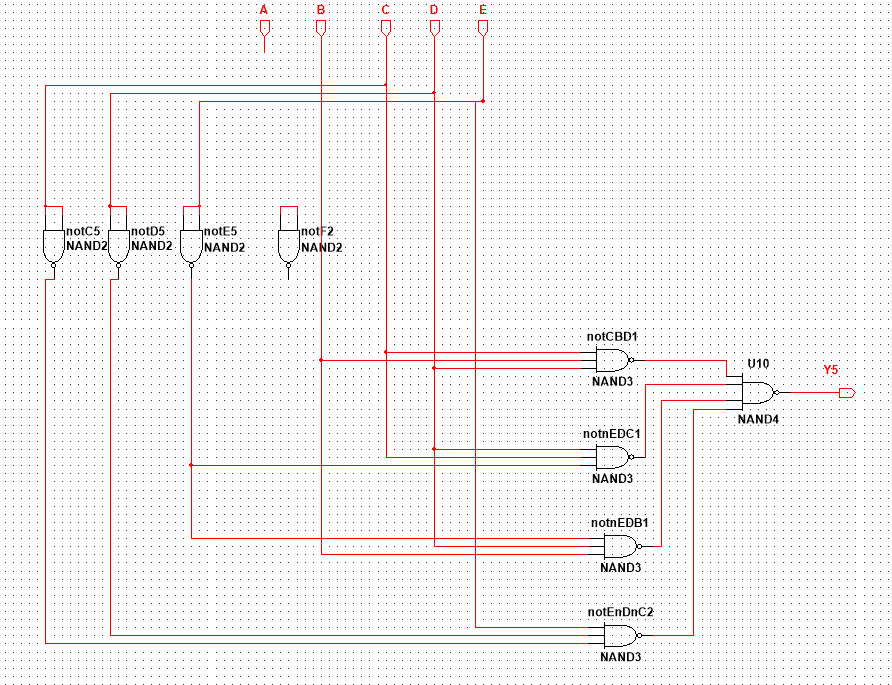 A B C D E
notC5 notD5 notE5 notF2
NAND2 NAND2 NAND2 NAND2
notCBD1
NAND3
U10
Y5
NAND4
notnEDC1
NAND3
notnEDB1
NAND3
notEnDnC2
NAND3